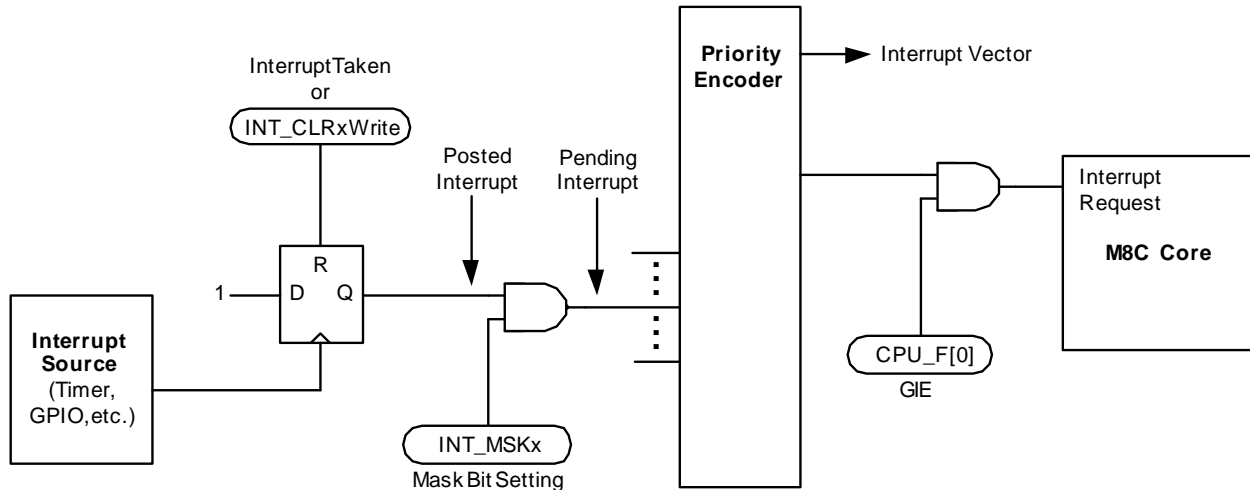 InterruptTaken
or
INT_CLRxWrite
R
D
Q
1
Interrupt
Source
(Timer,
GPIO,etc.)
Posted
Interrupt
Pending
Interrupt
INT_MSKx
Mask Bit Setting
Priority
Encoder
Interrupt Vector
CPU_F[0]
GIE
Interrupt
Request
M8C Core